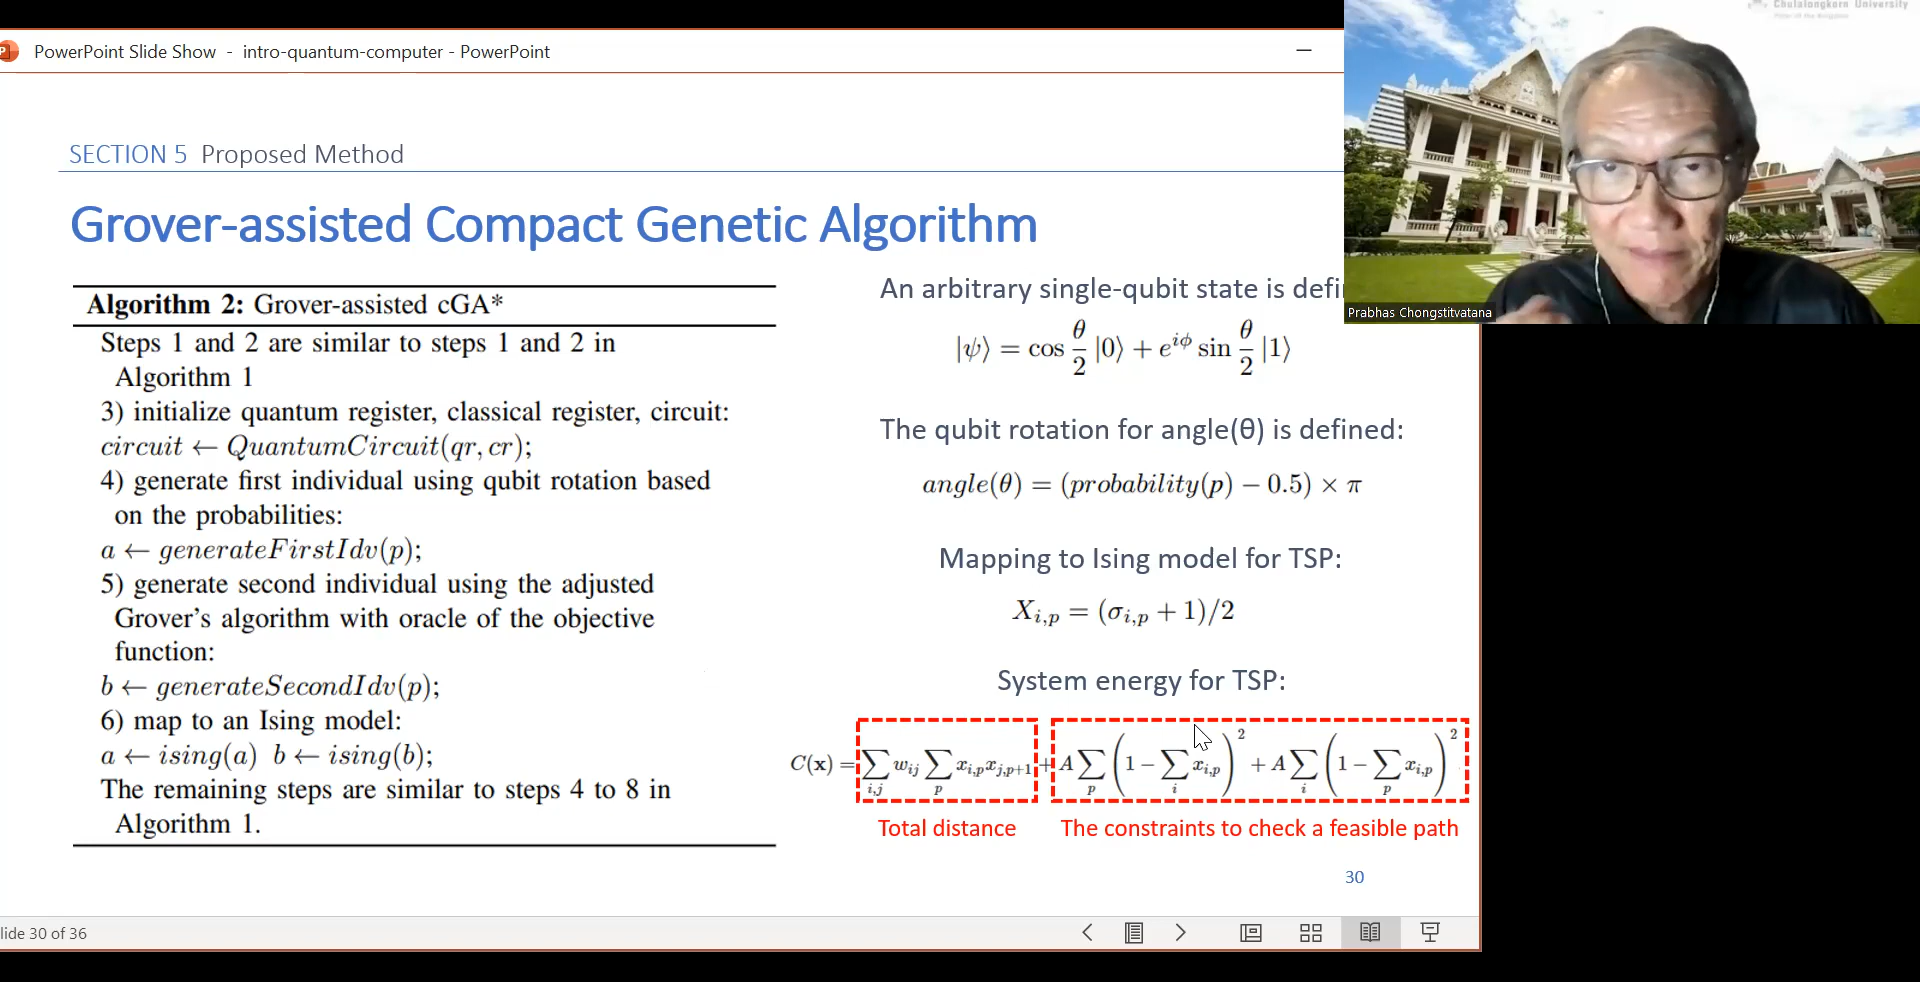 PowerPoint Slide Show - intro-quantum-computer - PowerPoint
Chulalongkorn University
Prabhas Chongstitvatana
SECTION 5 Proposed Method
Grover-assisted Compact Genetic Algorithm
Algorithm 2: Grover-assisted cGA*
Steps 1 and 2 are similar to steps 1 and 2 in
Algorithm 1
3) initialize quantum register, classical register, circuit:
circuit ← QuantumCircuit(qr, cr);
4) generate first individual using qubit rotation based
on the probabilities:
a ← generateFirstIdv(p);
5) generate second individual using the adjusted
Grover's algorithm with oracle of the objective
function:
b ← generateSecondIdv(p);
6) map to an Ising model:
a ← ising(a) b ← ising(b);
The remaining steps are similar to steps 4 to 8 in
Algorithm 1.
An arbitrary single-qubit state is defi
|ψ⟩ = cos θ/2 |0⟩ + e^{iϕ} sin θ/2 |1⟩
The qubit rotation for angle(θ) is defined:
angle(θ) = (probability(p) − 0.5) × π
Mapping to Ising model for TSP:
X_{i,p} = (σ_{i,p} + 1)/2
System energy for TSP:
C(x) = ∑_{i,j} w_{ij} ∑_p x_{i,p}x_{j,p+1} + A ∑_p (1 − ∑_i x_{i,p})^2 + A ∑_i (1 − ∑_p x_{i,p})^2
Total distance
The constraints to check a feasible path
30
lide 30 of 36